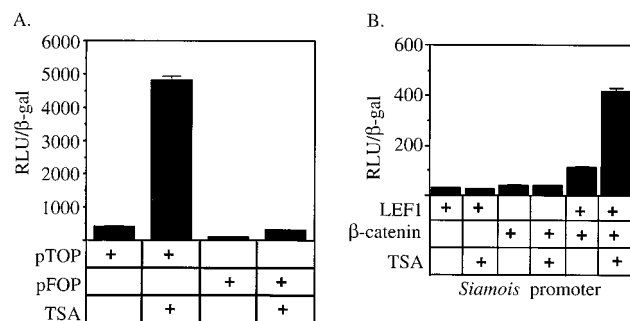 A.
RLU/β-gal
6000
5000
4000
3000
2000
1000
pTOP + +
pFOP + +
TSA + +
B.
RLU/β-gal
600
400
200
LEF1 + + + +
β-catenin + + + +
TSA + + +
Siamois promoter